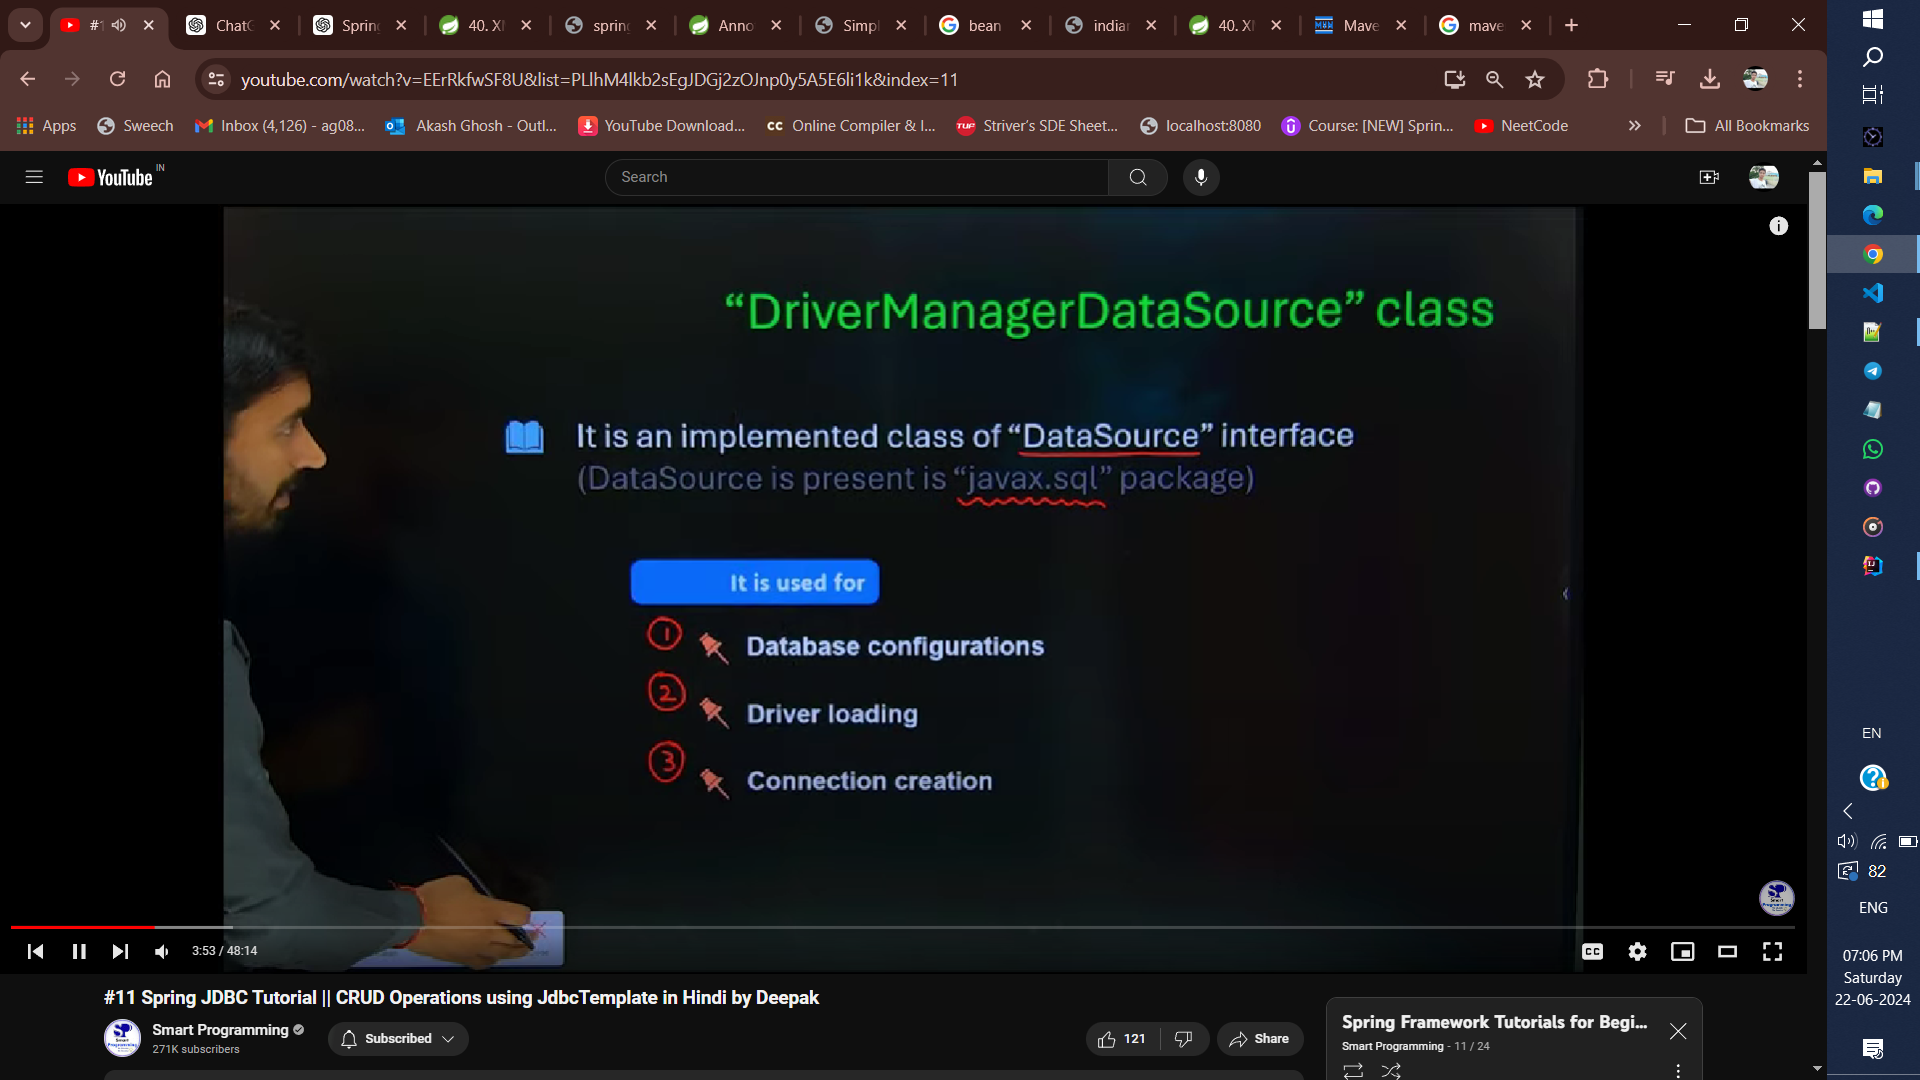 #1
ChatG
Spring
40. XM
spring
Anno
Simpl
bean
indian
40. XM
Mave
mave
youtube.com/watch?v=EErRkfwSF8U&list=PLlhM4lkb2sEgJDGj2zOJnp0y5A5E6li1k&index=11
Apps
Sweech
Inbox (4,126) - ag08...
Akash Ghosh - Outl...
YouTube Download...
CC Online Compiler & I...
TUF Striver's SDE Sheet...
localhost:8080
Course: [NEW] Sprin...
NeetCode
All Bookmarks
YouTube IN
Search
"DriverManagerDataSource" class
It is an implemented class of "DataSource" interface
(DataSource is present is "javax.sql" package)
It is used for
1 Database configurations
2 Driver loading
3 Connection creation
3:53 / 48:14
CC
#11 Spring JDBC Tutorial || CRUD Operations using JdbcTemplate in Hindi by Deepak
Smart Programming
271K subscribers
Subscribed
121
Share
Spring Framework Tutorials for Begi...
Smart Programming - 11 / 24
EN
82
ENG
07:06 PM
Saturday
22-06-2024